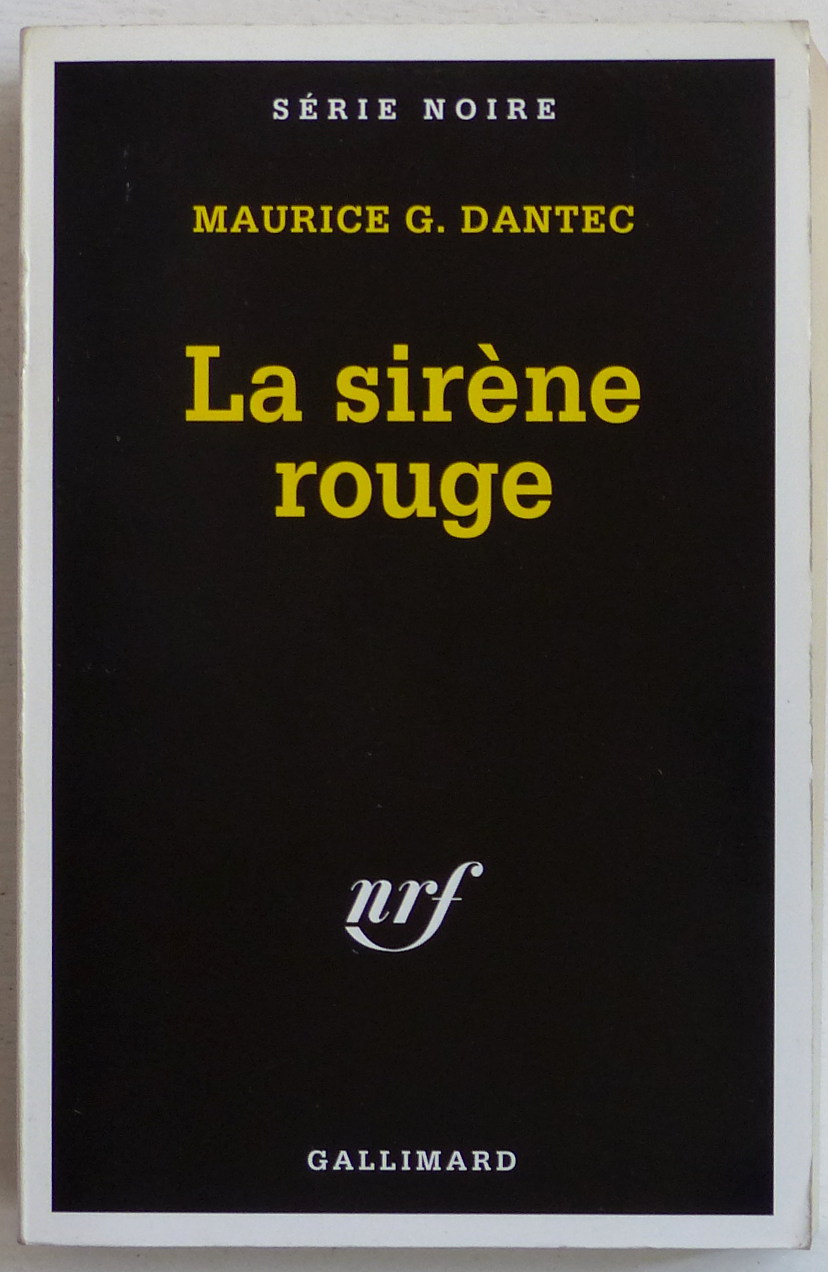 SÉRIE NOIRE
MAURICE G. DANTEC
La sirène
rouge
nrf
GALLIMARD